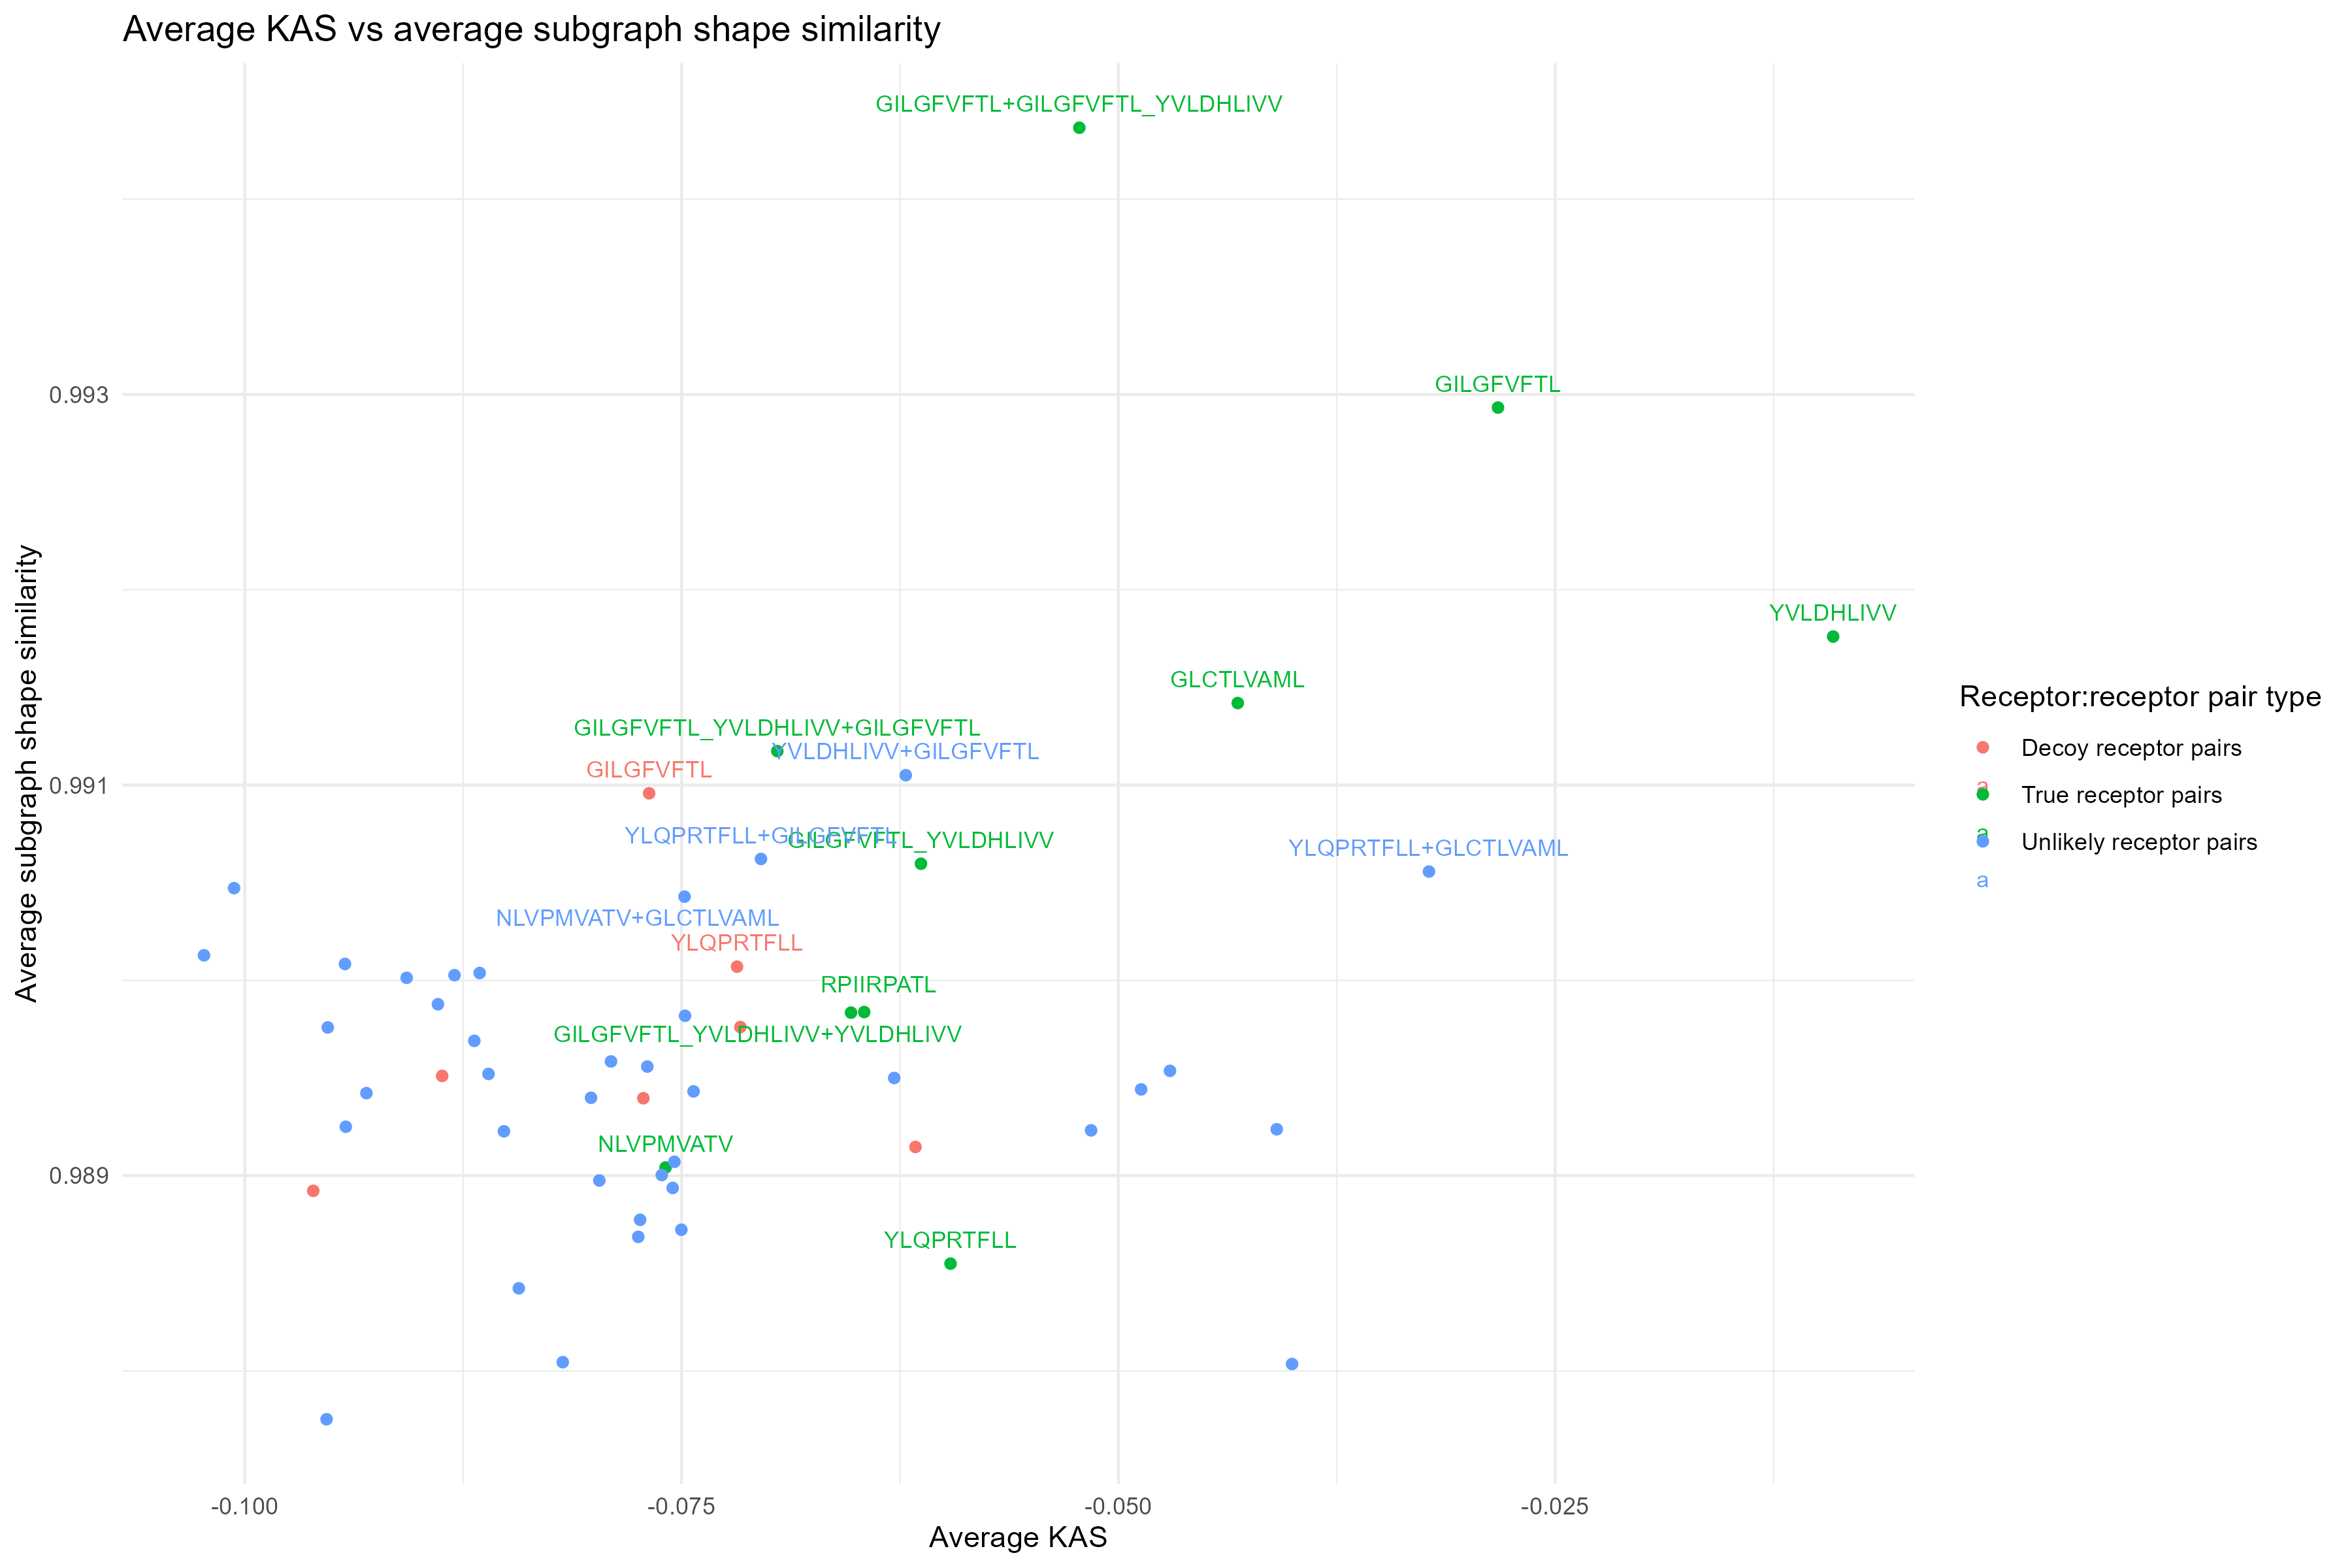 Average KAS vs average subgraph shape similarity
GILGFVFTL+GILGFVFTL_YVLDHLIVV
GILGFVFTL
0.993
YVLDHLIVV
GLCTLVAML
GILGFVFTL_YVLDHLIVV+GILGFVFTL
YVLDHLIVV+GILGFVFTL
GILGFVFTL
0.991
YLQPRTFLL+GILGFVFTL
GILGFVFTL_YVLDHLIVV
YLQPRTFLL+GLCTLVAML
NLVPMVATV+GLCTLVAML
YLQPRTFLL
RPIIRPATL
GILGFVFTL_YVLDHLIVV+YVLDHLIVV
NLVPMVATV
0.989
YLQPRTFLL
-0.100
-0.075
-0.050
-0.025
Average KAS
Average subgraph shape similarity
Receptor:receptor pair type
Decoy receptor pairs
a
True receptor pairs
a
Unlikely receptor pairs
a